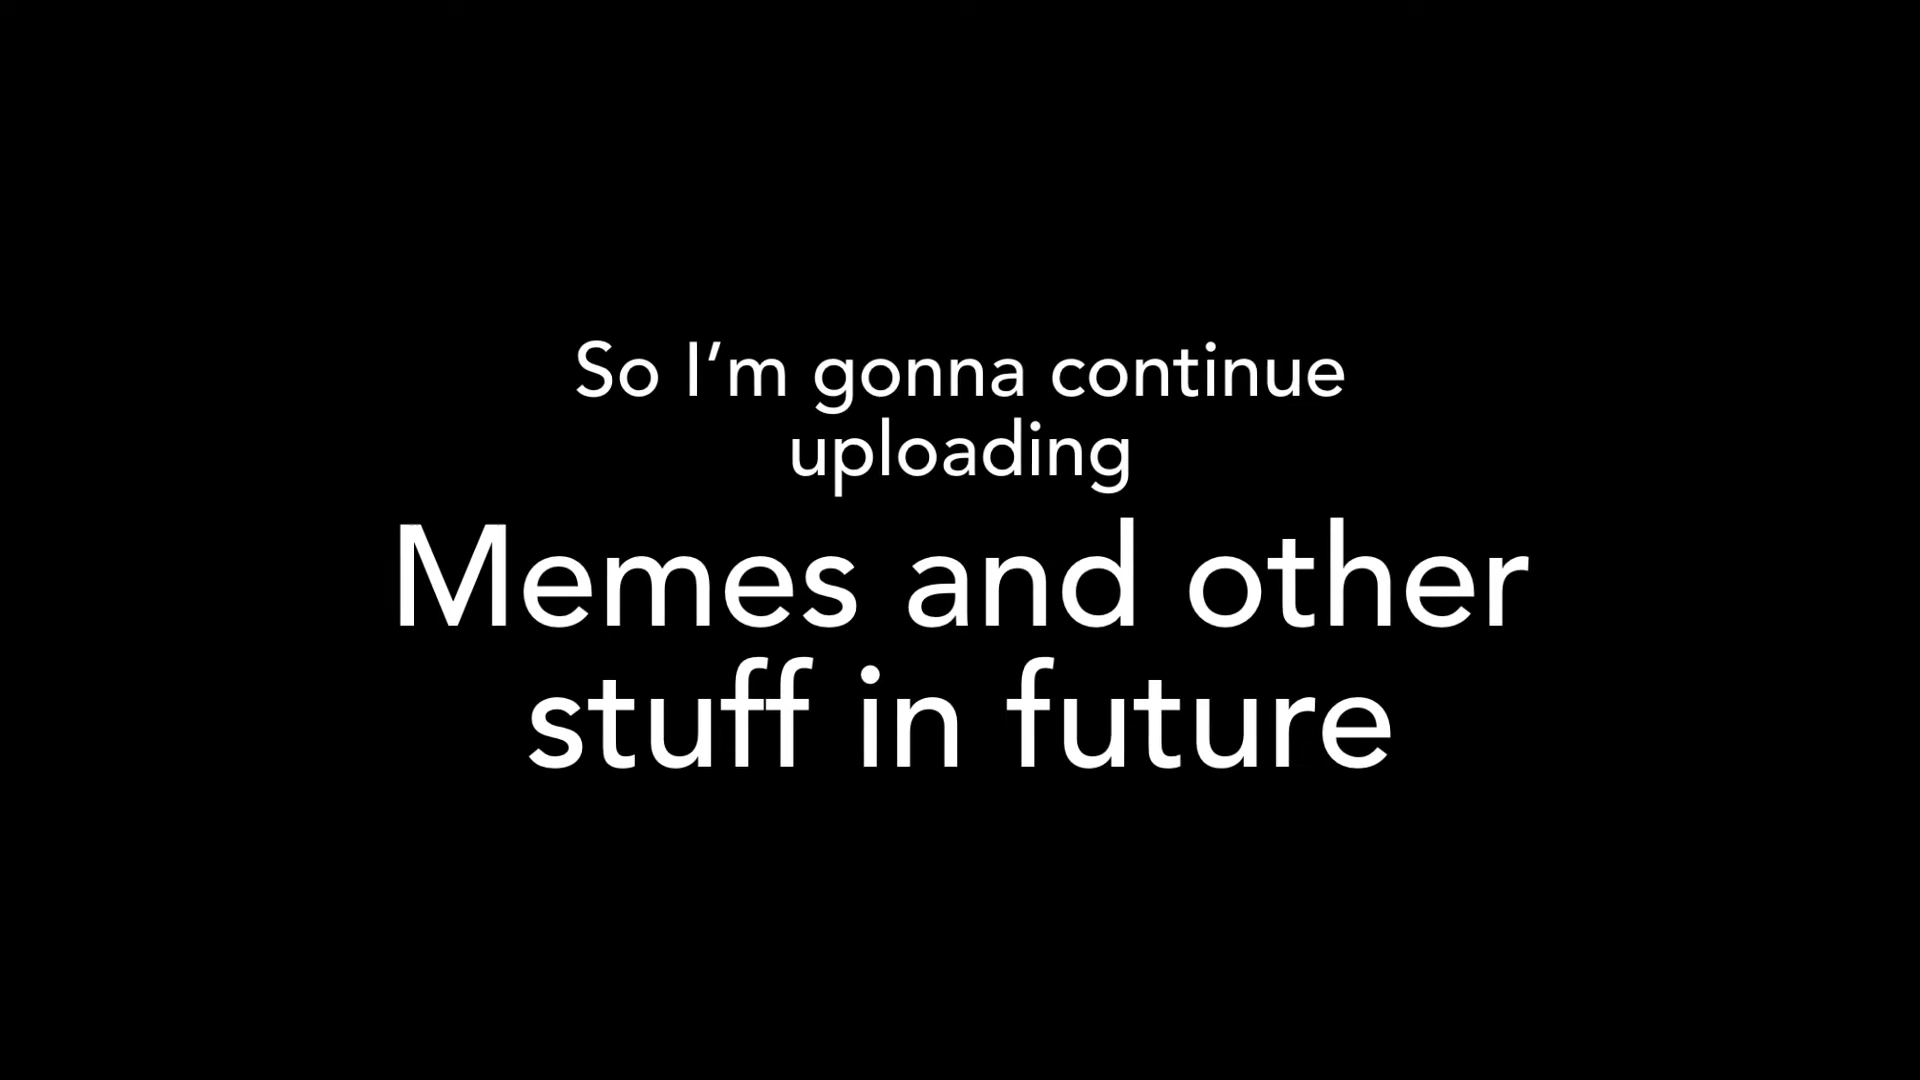 So I’m gonna continue
uploading
Memes and other
stuff in future